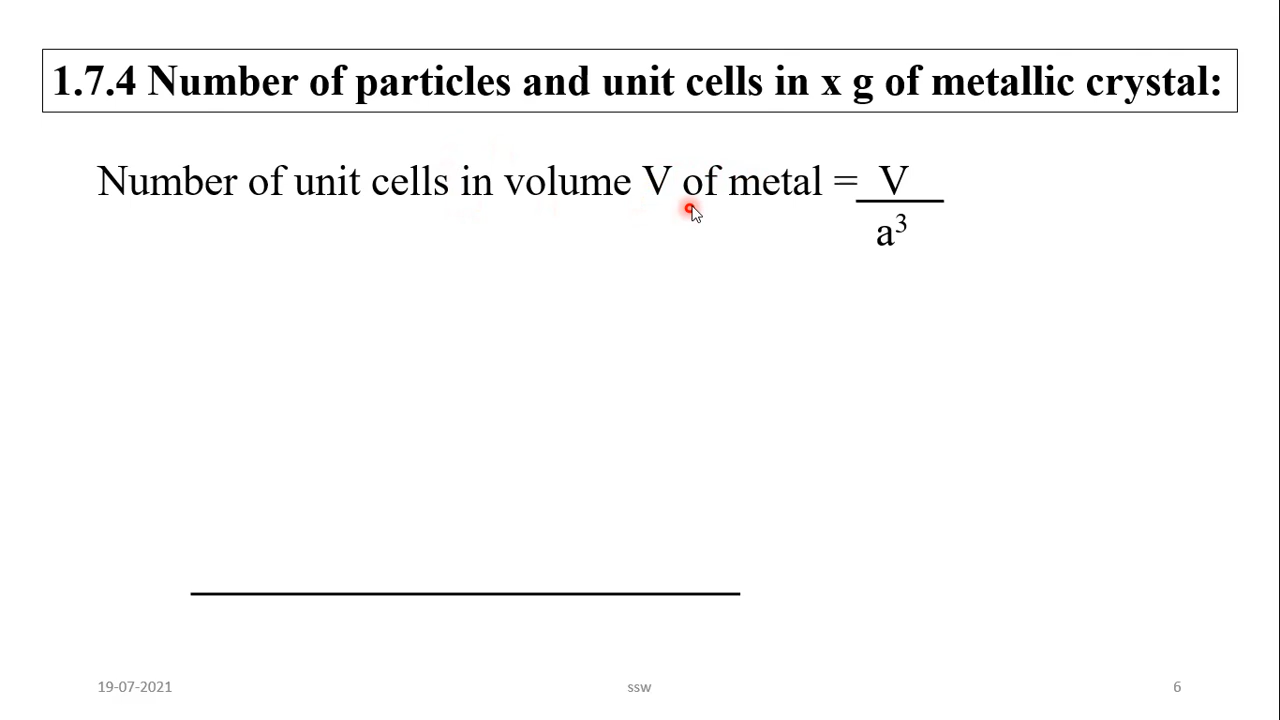 1.7.4 Number of particles and unit cells in x g of metallic crystal:
Number of unit cells in volume V of metal = V
a³
19-07-2021
ssw
6